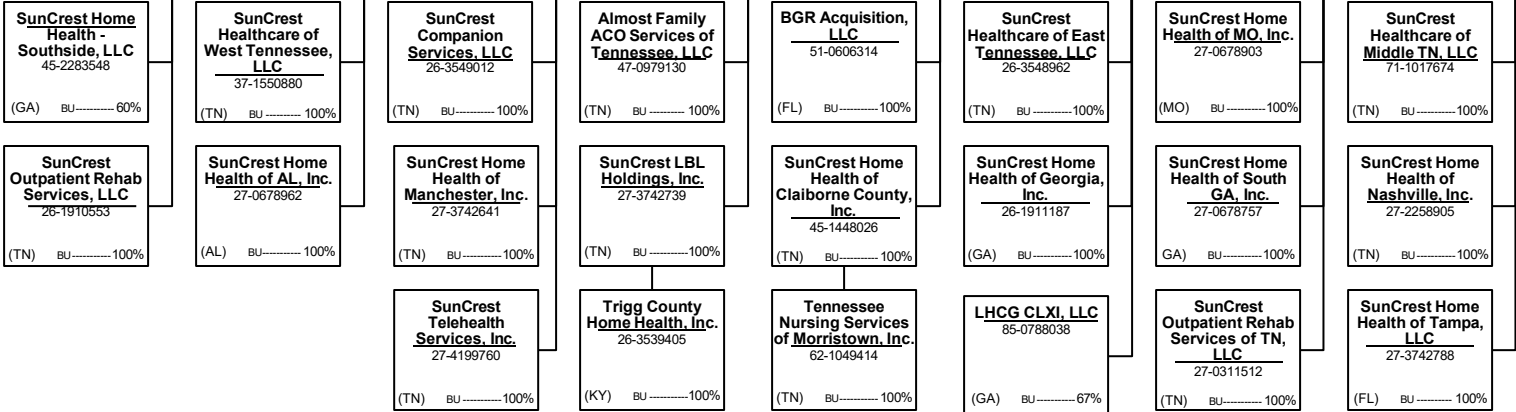 SunCrest Home
Health -
Southside, LLC
45-2283548
(GA) BU----------- 60%
SunCrest
Healthcare of
West Tennessee,
LLC
37-1550880
(TN) BU ---------- 100%
SunCrest
Companion
Services, LLC
26-3549012
(TN) BU----------- 100%
Almost Family
ACO Services of
Tennessee, LLC
47-0979130
(TN) BU ---------- 100%
BGR Acquisition,
LLC
51-0606314
(FL) BU-----------100%
SunCrest
Healthcare of East
Tennessee, LLC
26-3548962
(TN) BU ---------- 100%
SunCrest Home
Health of MO, Inc.
27-0678903
(MO) BU-----------100%
SunCrest
Healthcare of
Middle TN, LLC
71-1017674
(TN) BU ---------- 100%
SunCrest
Outpatient Rehab
Services, LLC
26-1910553
(TN) BU-----------100%
SunCrest Home
Health of AL, Inc.
27-0678962
(AL) BU-----------100%
SunCrest Home
Health of
Manchester, Inc.
27-3742641
(TN) BU-----------100%
SunCrest LBL
Holdings, Inc.
27-3742739
(TN) BU ---------- 100%
SunCrest Home
Health of
Claiborne County,
Inc.
45-1448026
(TN) BU----------- 100%
SunCrest Home
Health of Georgia,
Inc.
26-1911187
(GA) BU-----------100%
SunCrest Home
Health of South
GA, Inc.
27-0678757
GA) BU-----------100%
SunCrest Home
Health of
Nashville, Inc.
27-2258905
(TN) BU ---------- 100%
SunCrest
Telehealth
Services, Inc.
27-4199760
(TN) BU -----------100%
Trigg County
Home Health, Inc.
26-3539405
(KY) BU -----------100%
Tennessee
Nursing Services
of Morristown, Inc.
62-1049414
(TN) BU -----------100%
LHCG CLXI, LLC
85-0788038
(GA) BU -----------67%
SunCrest
Outpatient Rehab
Services of TN,
LLC
27-0311512
(TN) BU ---------- 100%
SunCrest Home
Health of Tampa,
LLC
27-3742788
(FL) BU ---------- 100%